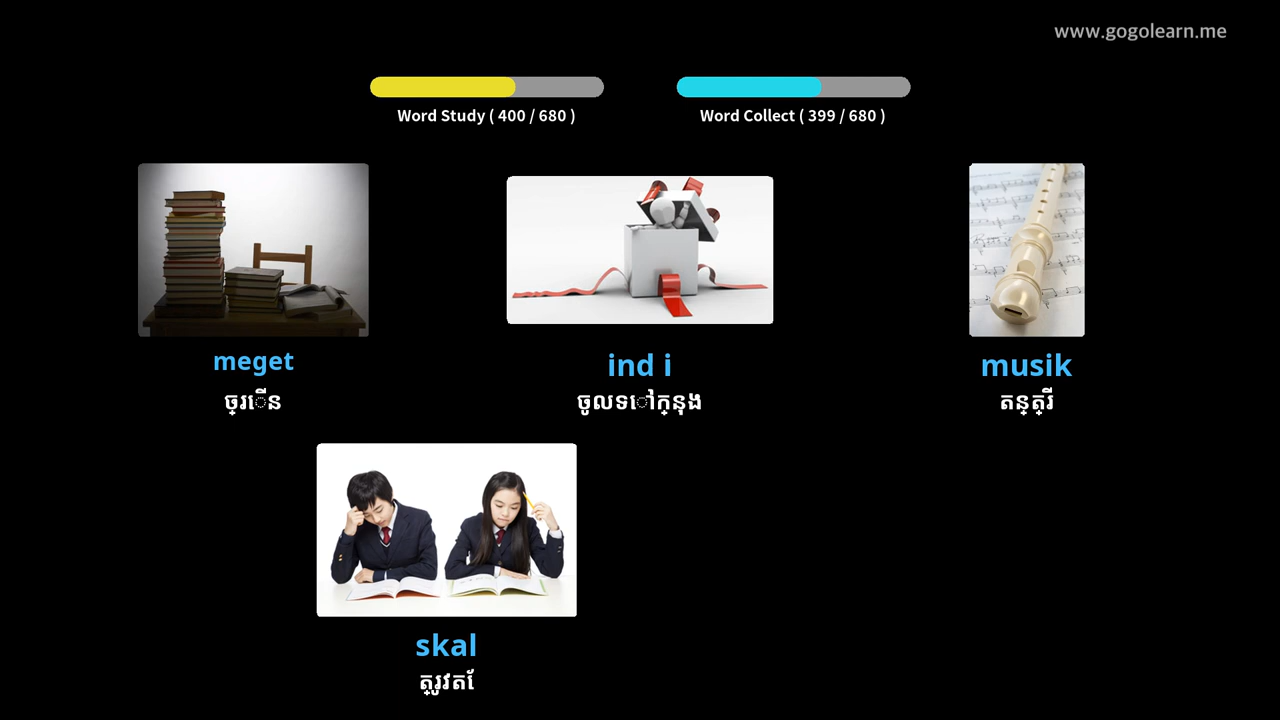 www.gogolearn.me
Word Study ( 400 / 680 )
Word Collect ( 399 / 680 )
meget
ច្រើន
ind i
ចូលទៅក្នុង
musik
តន្ត្រី
skal
ត្រូវតែ